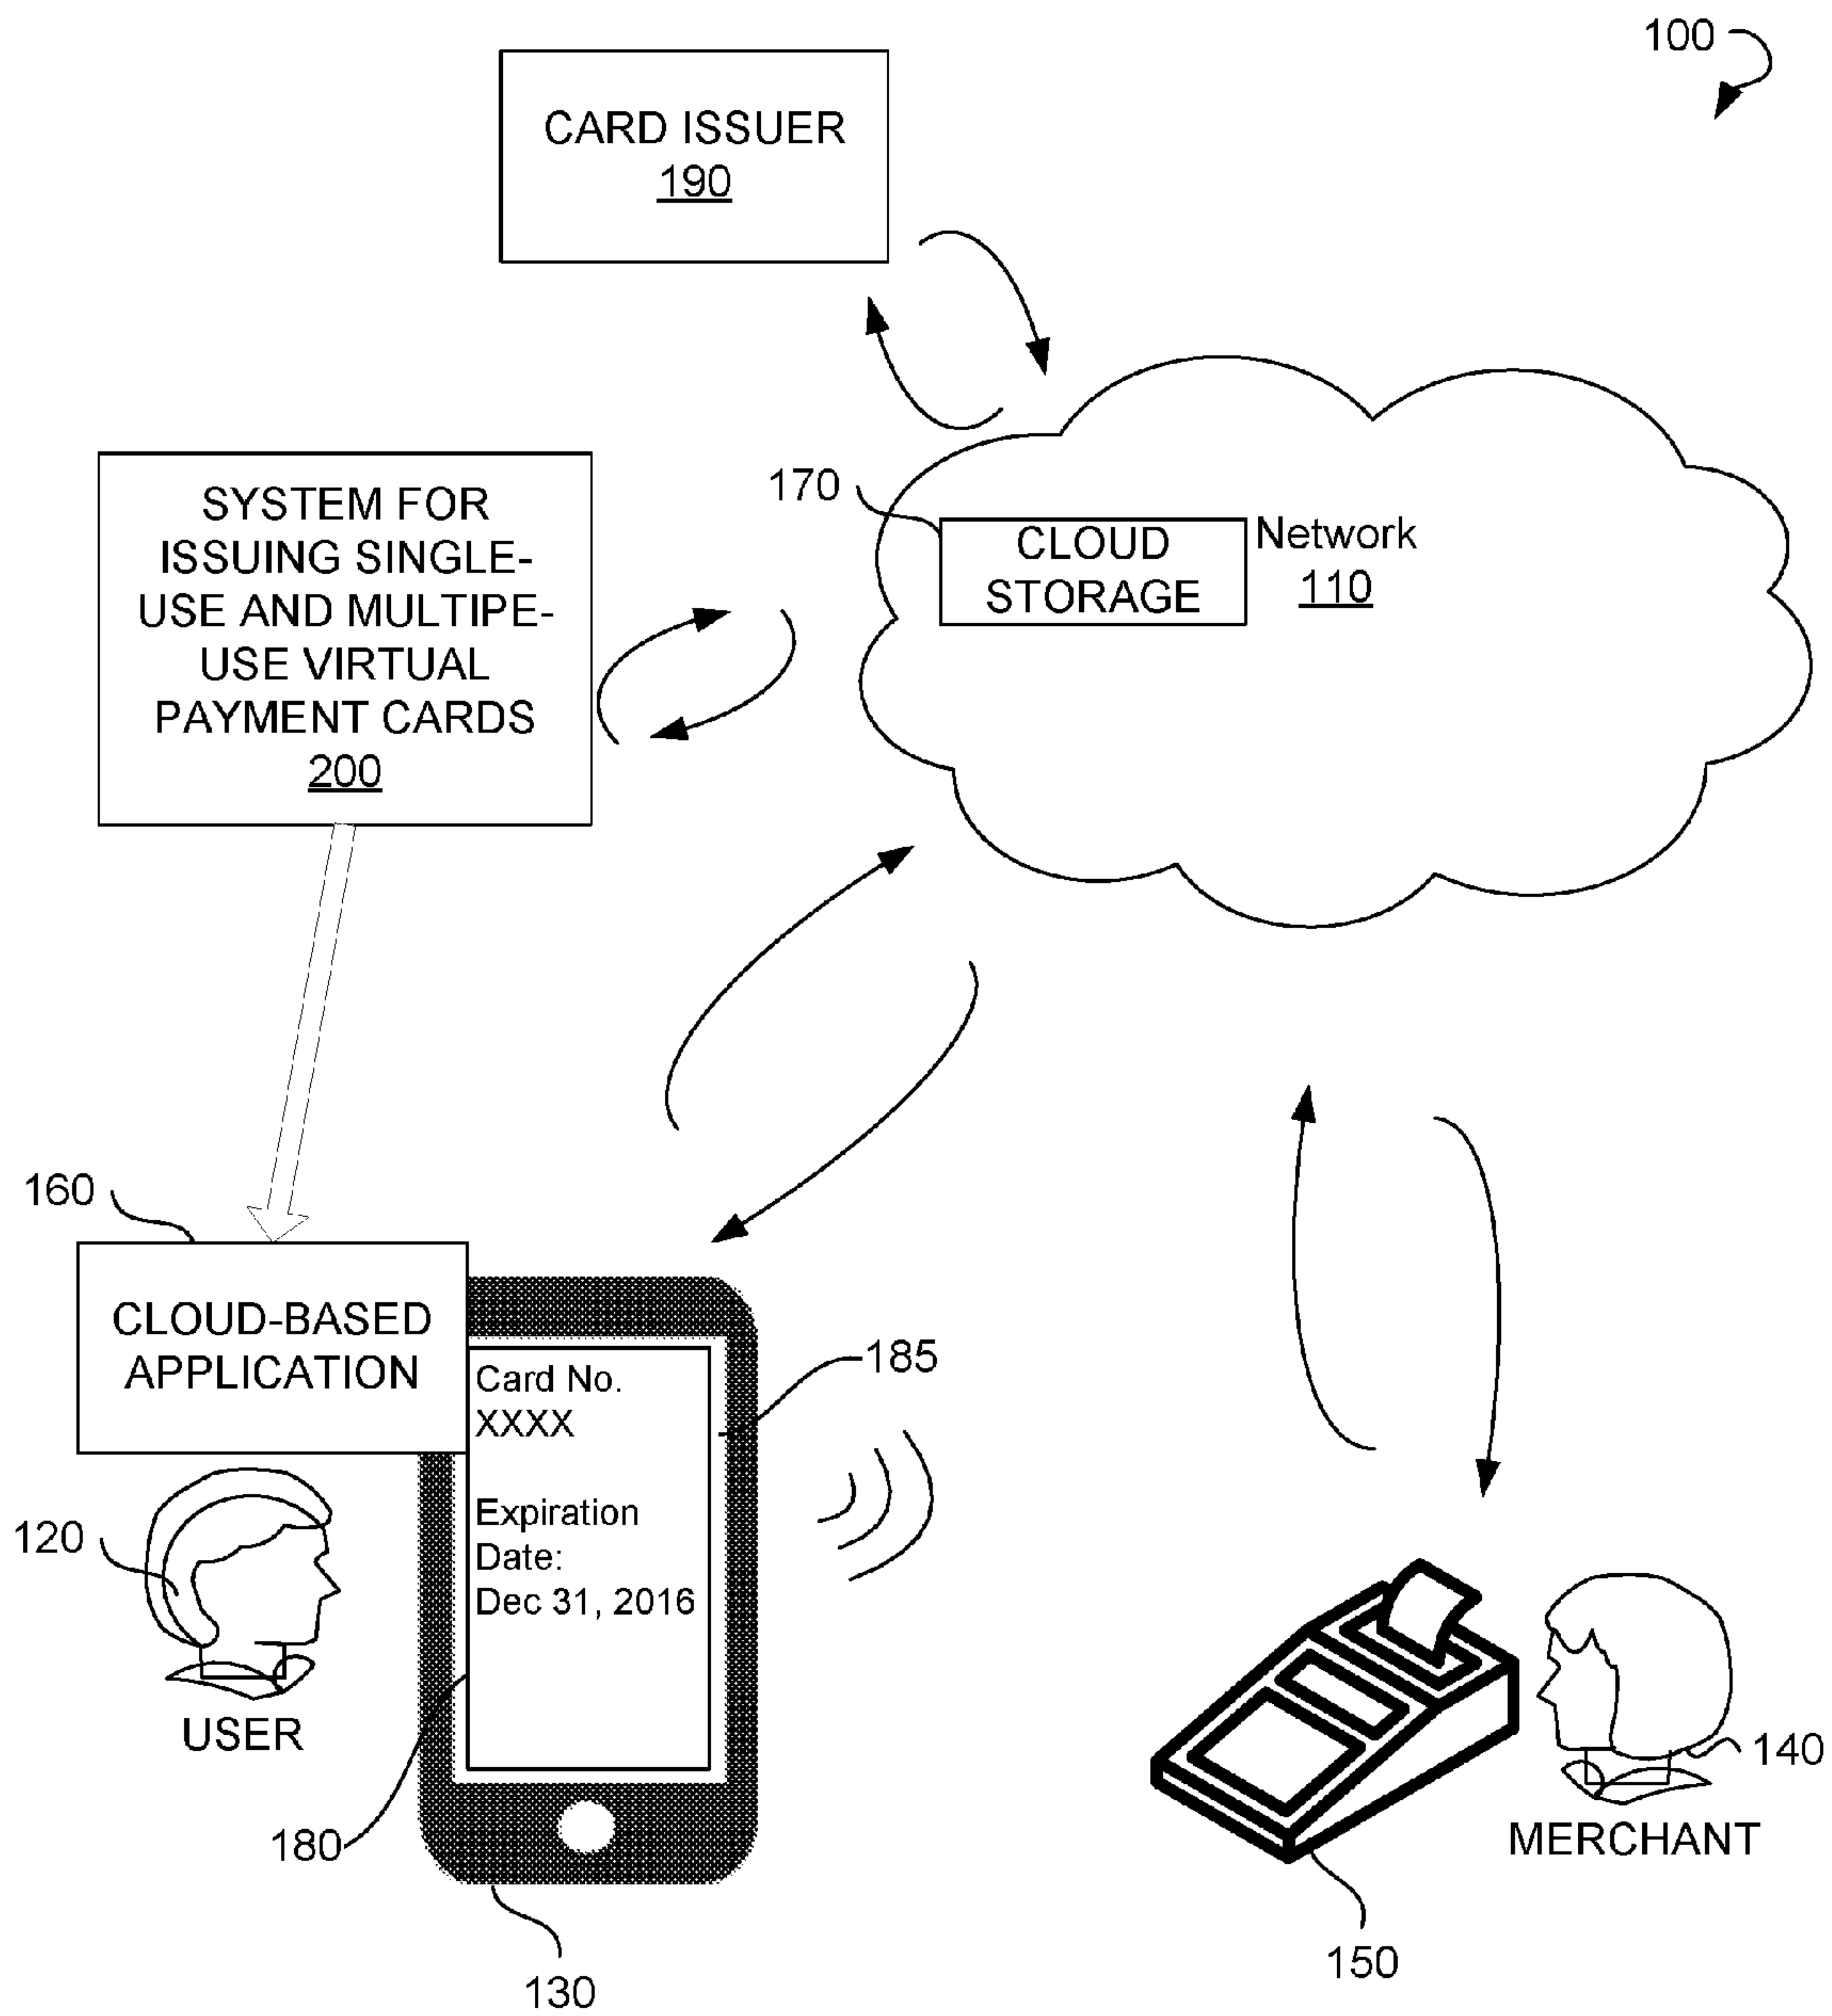 100
CARD ISSUER
190
170
CLOUD
STORAGE
Network
110
SYSTEM FOR
ISSUING SINGLE-
USE AND MULTIPE-
USE VIRTUAL
PAYMENT CARDS
200
160
CLOUD-BASED
APPLICATION
185
Card No.
XXXX
Expiration
Date:
Dec 31, 2016
120
USER
180
130
140
MERCHANT
150